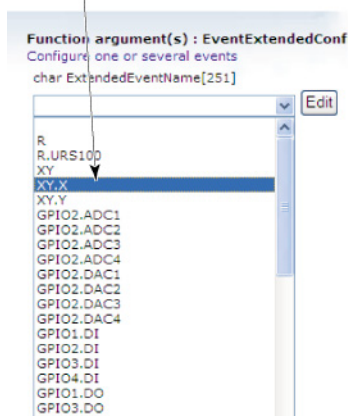 Function argument(s) : EventExtendedConf
Configure one or several events
char ExtendedEventName[251]
Edit
R
R.URS100
XY
XY.X
XY.Y
GPIO2.ADC1
GPIO2.ADC2
GPIO2.ADC3
GPIO2.ADC4
GPIO2.DAC1
GPIO2.DAC2
GPIO2.DAC3
GPIO2.DAC4
GPIO1.DI
GPIO2.DI
GPIO3.DI
GPIO4.DI
GPIO1.DO
GPIO3.DO